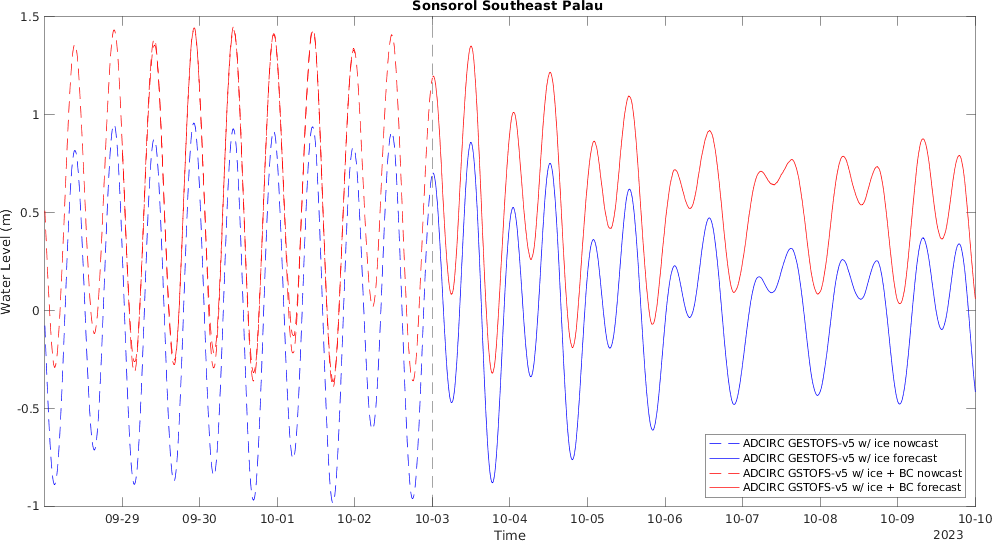 Sonsorol Southeast Palau
Water Level (m)
1.5
1
0.5
0
-0.5
-1
ADCIRC GESTOFS-v5 w/ ice nowcast
ADCIRC GESTOFS-v5 w/ ice forecast
ADCIRC GSTOFS-v5 w/ ice + BC nowcast
ADCIRC GSTOFS-v5 w/ ice + BC forecast
09-29 09-30 10-01 10-02 10-03 10-04 10-05 10-06 10-07 10-08 10-09 10-10
Time
2023